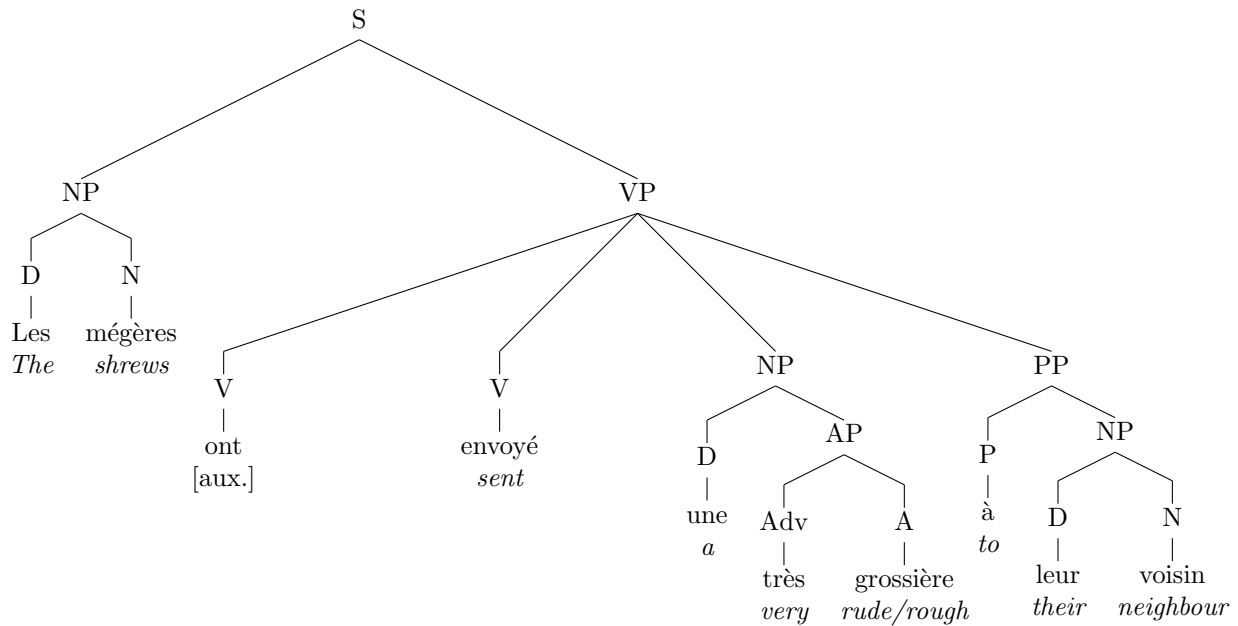 S
NP VP
D N
Les mégères
The shrews
NP PP
V V
AP NP
D P
ont envoyé
[aux.] sent
une à
a to
Adv A D N
très grossière leur voisin
very rude/rough their neighbour